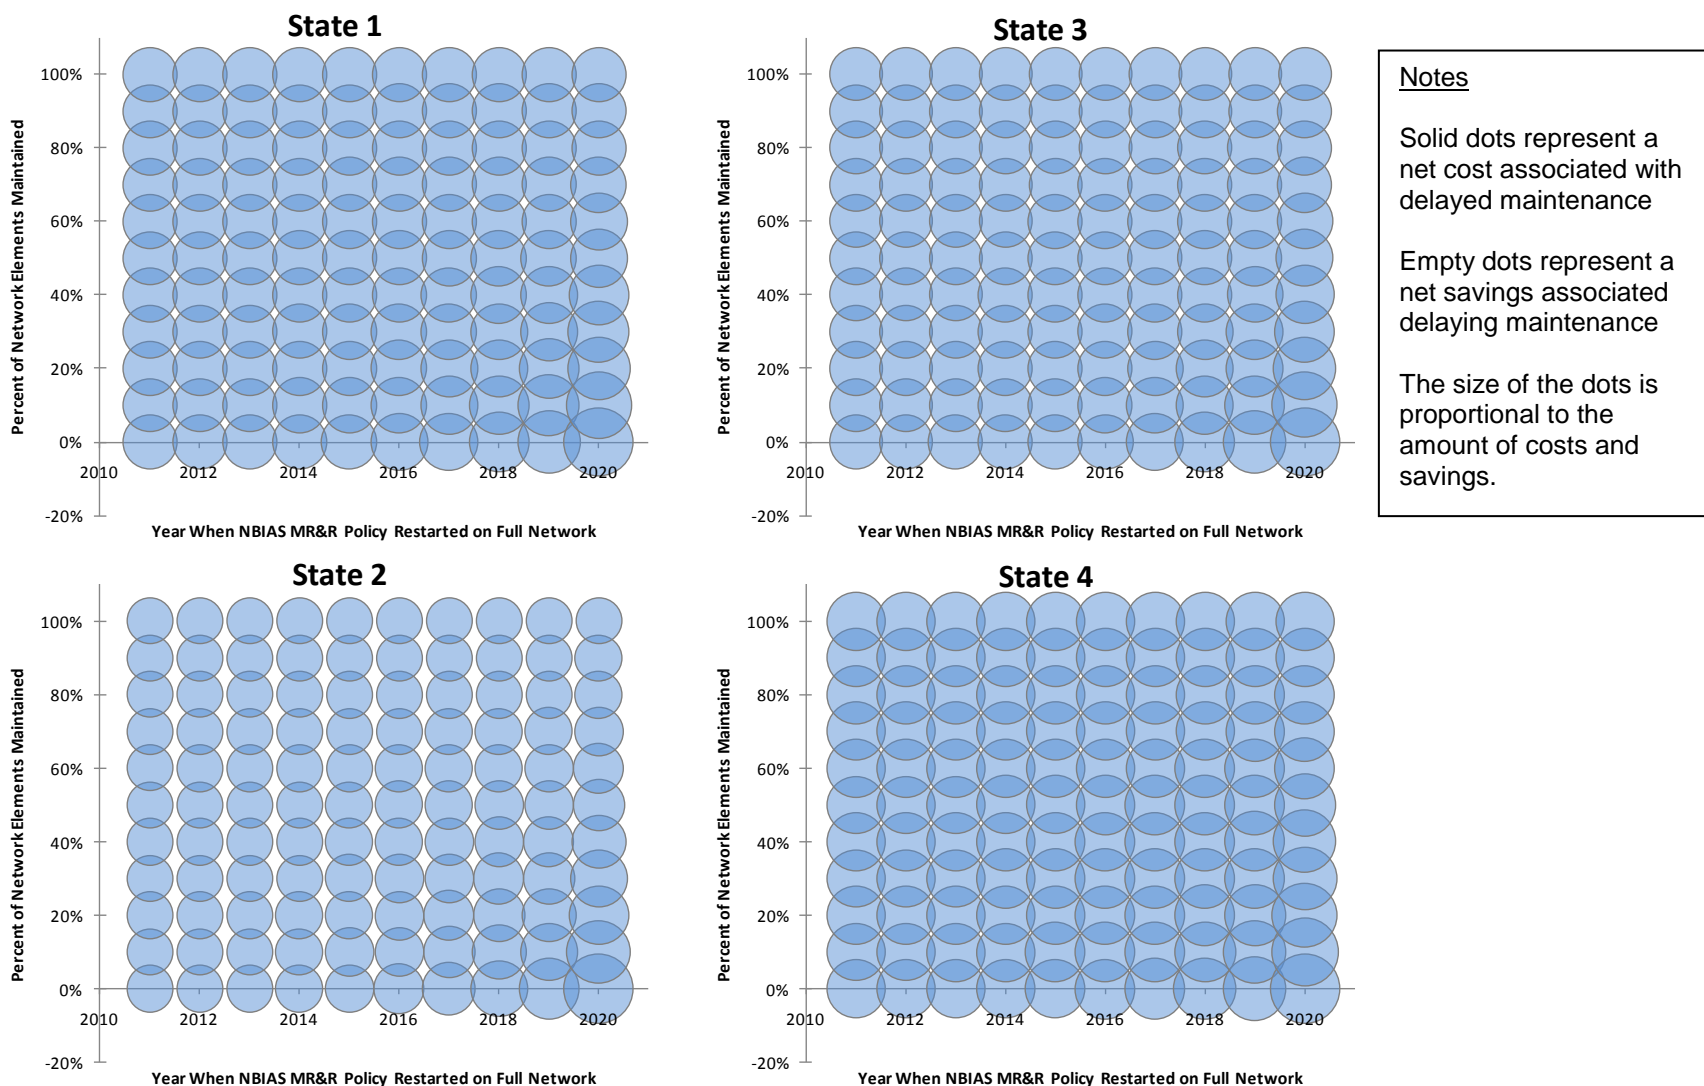 State 1
Percent of Network Elements Maintained
100%
80%
60%
40%
20%
0%
-20%
2010
2012
2014
2016
2018
2020
Year When NBIAS MR&R Policy Restarted on Full Network
State 3
Percent of Network Elements Maintained
100%
80%
60%
40%
20%
0%
-20%
2010
2012
2014
2016
2018
2020
Year When NBIAS MR&R Policy Restarted on Full Network
Notes
Solid dots represent a
net cost associated with
delayed maintenance
Empty dots represent a
net savings associated
delaying maintenance
The size of the dots is
proportional to the
amount of costs and
savings.
State 2
Percent of Network Elements Maintained
100%
80%
60%
40%
20%
0%
-20%
2010
2012
2014
2016
2018
2020
Year When NBIAS MR&R Policy Restarted on Full Network
State 4
Percent of Network Elements Maintained
100%
80%
60%
40%
20%
0%
-20%
2010
2012
2014
2016
2018
2020
Year When NBIAS MR&R Policy Restarted on Full Network